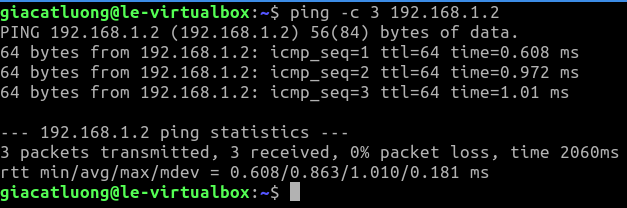 giacatluong@le-virtualbox:~$ ping -c 3 192.168.1.2
PING 192.168.1.2 (192.168.1.2) 56(84) bytes of data.
64 bytes from 192.168.1.2: icmp_seq=1 ttl=64 time=0.608 ms
64 bytes from 192.168.1.2: icmp_seq=2 ttl=64 time=0.972 ms
64 bytes from 192.168.1.2: icmp_seq=3 ttl=64 time=1.01 ms
--- 192.168.1.2 ping statistics ---
3 packets transmitted, 3 received, 0% packet loss, time 2060ms
rtt min/avg/max/mdev = 0.608/0.863/1.010/0.181 ms
giacatluong@le-virtualbox:~$